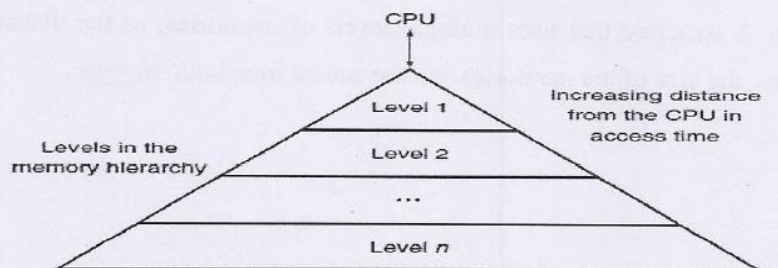 CPU
Level 1
Increasing distance
from the CPU in
access time
Levels in the
memory hierarchy
Level 2
...
Level n